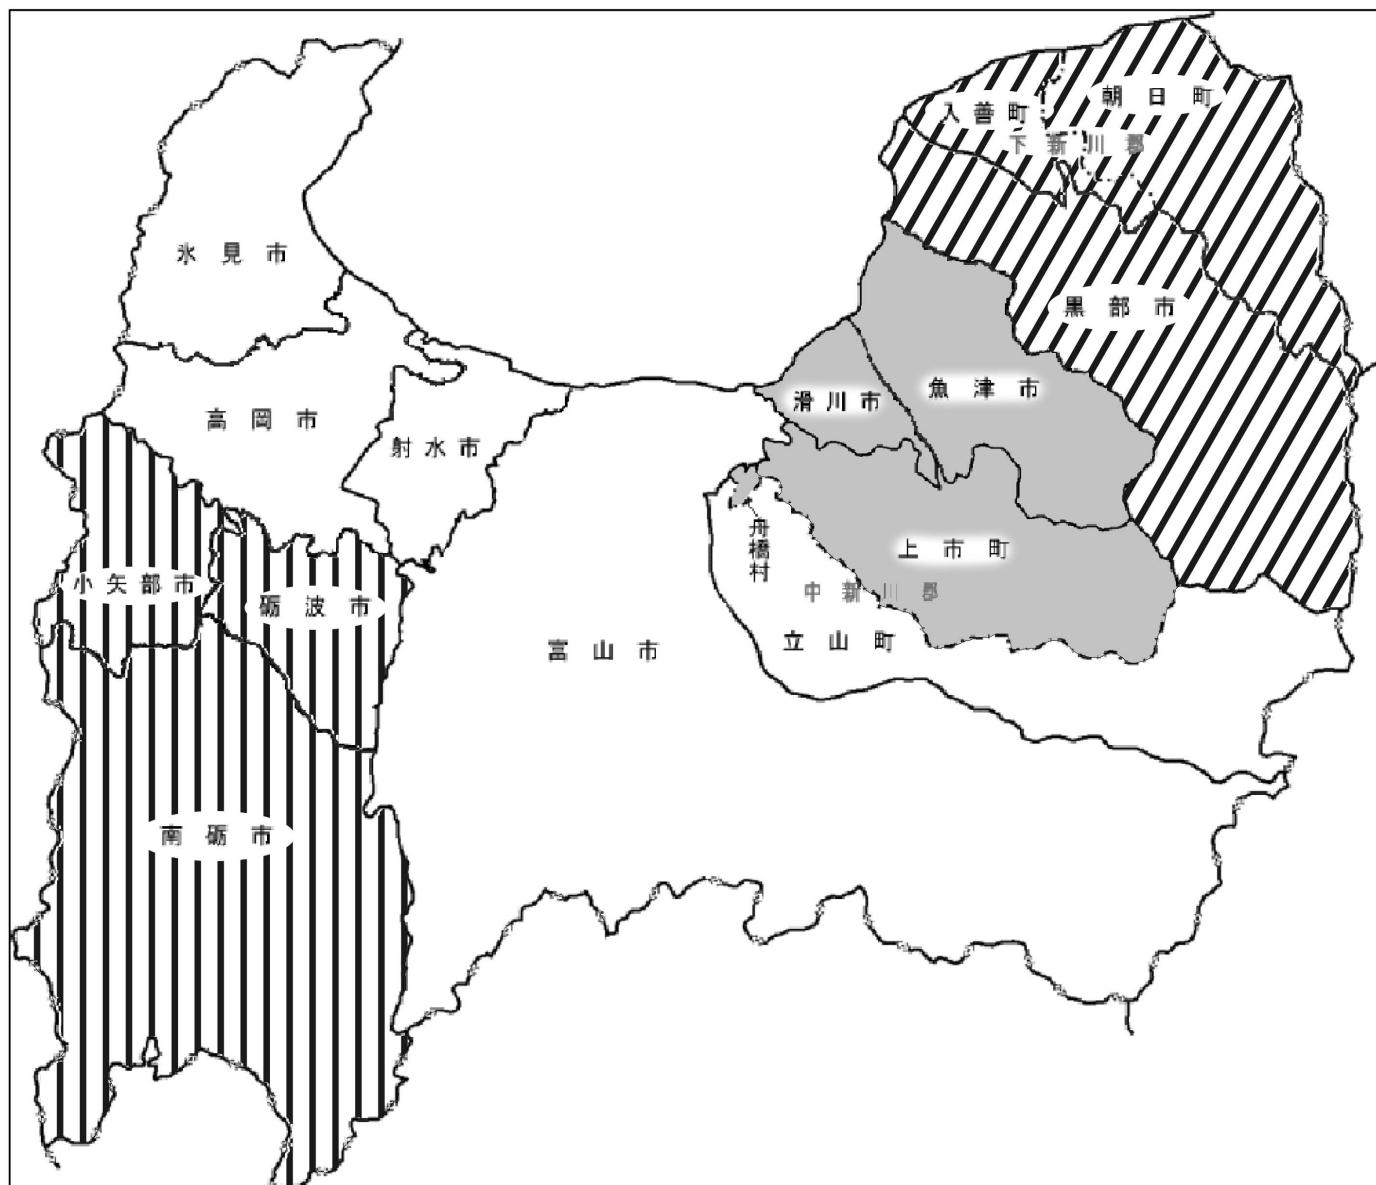 入善町
朝日町
下新川郡
氷見市
黒部市
魚津市
滑川市
高岡市
射水市
舟橋村
上市町
小矢部市
砺波市
中新川郡
立山町
富山市
南砺市